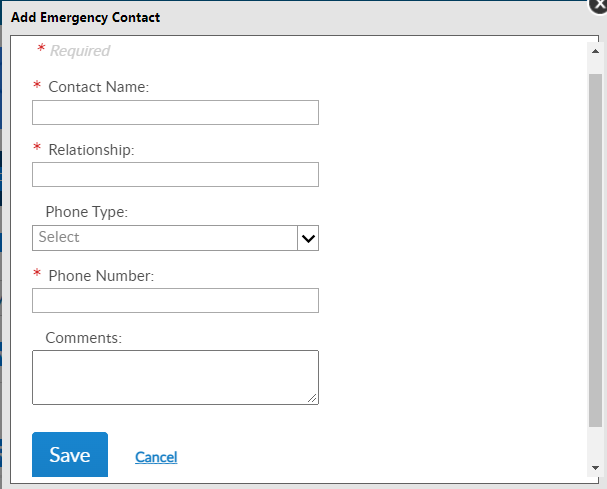 Add Emergency Contact
* Required
* Contact Name:
* Relationship:
Phone Type:
Select
* Phone Number:
Comments:
Save Cancel